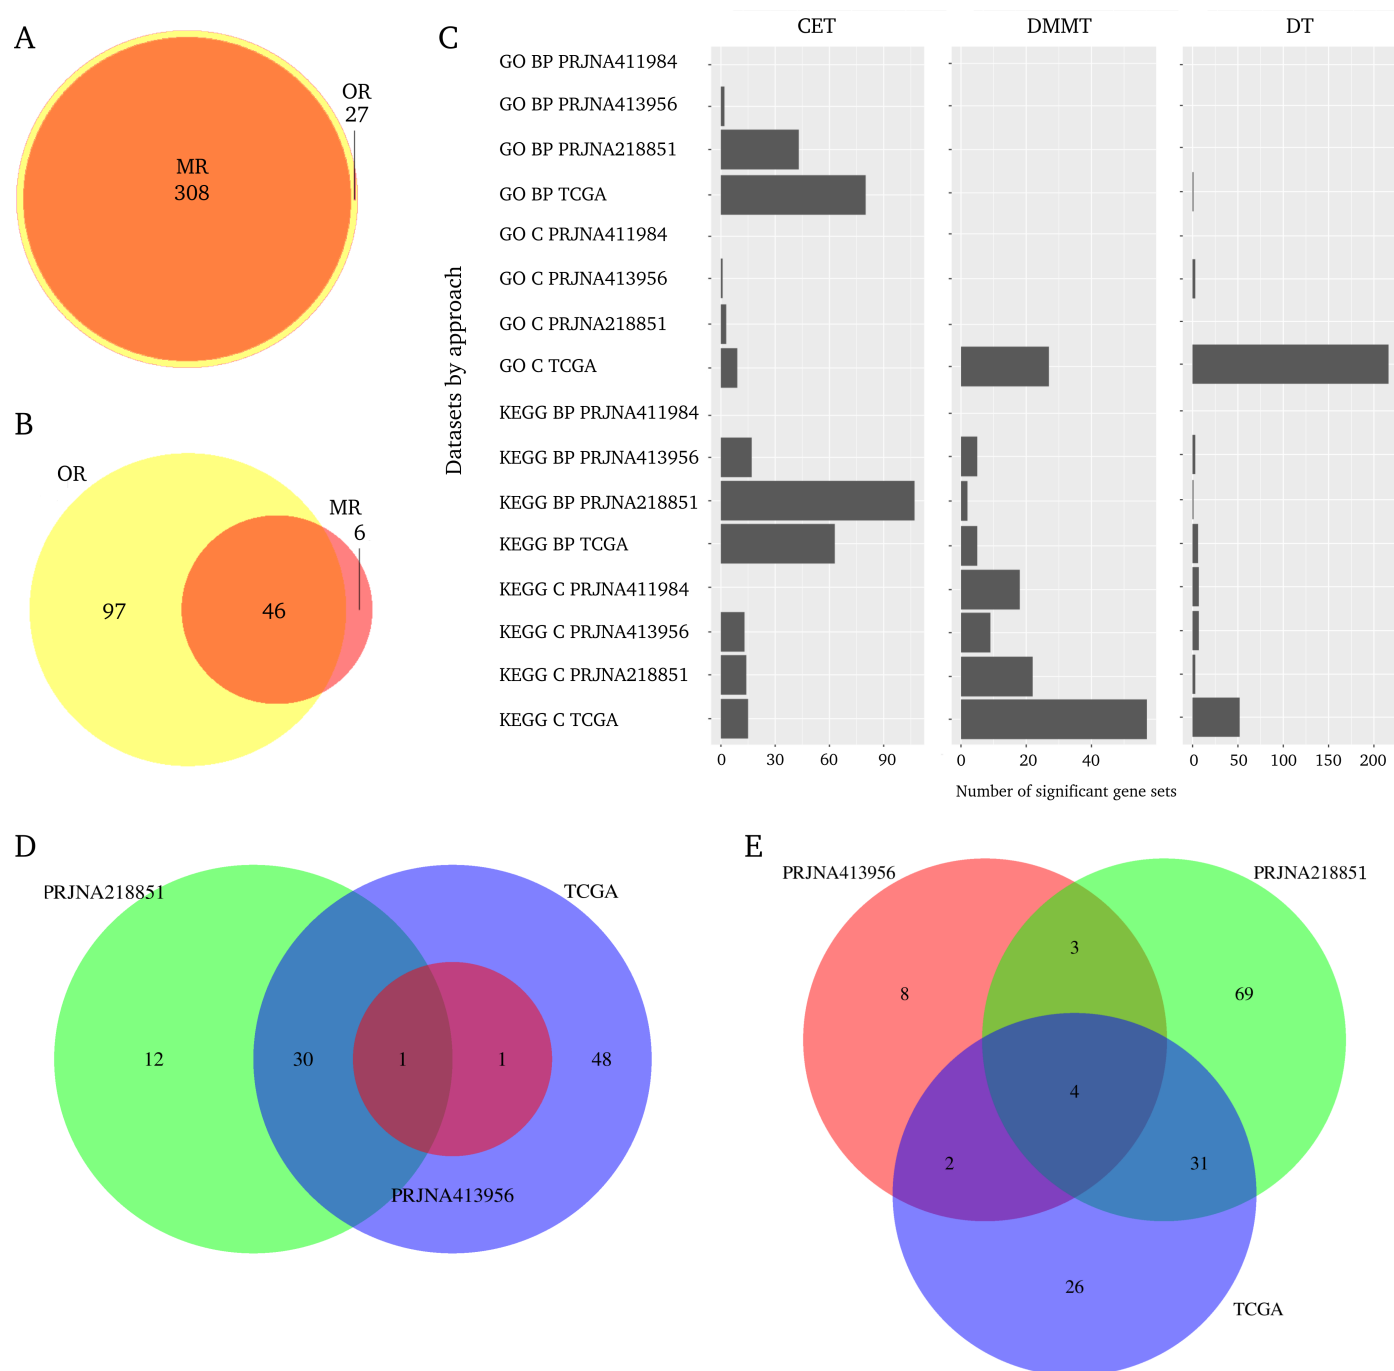 A
OR
27
MR
308
B
OR
MR
6
97
46
C
CET
DMMT
DT
Datasets by approach
GO BP PRJNA411984
GO BP PRJNA413956
GO BP PRJNA218851
GO BP TCGA
GO C PRJNA411984
GO C PRJNA413956
GO C PRJNA218851
GO C TCGA
KEGG BP PRJNA411984
KEGG BP PRJNA413956
KEGG BP PRJNA218851
KEGG BP TCGA
KEGG C PRJNA411984
KEGG C PRJNA413956
KEGG C PRJNA218851
KEGG C TCGA
0 30 60 90
0 20 40
0 50 100 150 200
Number of significant gene sets
D
PRJNA218851
TCGA
12
30
1
1
48
PRJNA413956
E
PRJNA413956
PRJNA218851
3
8
69
4
2
31
26
TCGA